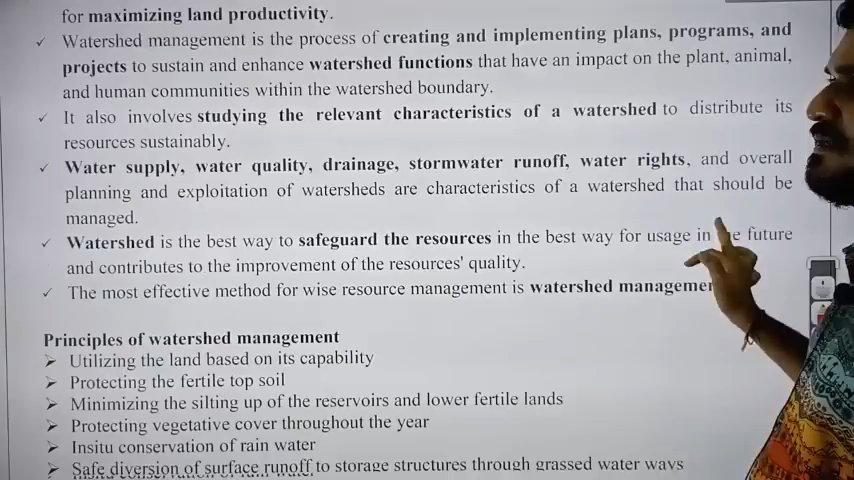 for maximizing land productivity.
✓ Watershed management is the process of creating and implementing plans, programs, and
projects to sustain and enhance watershed functions that have an impact on the plant, animal,
and human communities within the watershed boundary.
✓ It also involves studying the relevant characteristics of a watershed to distribute its
resources sustainably.
✓ Water supply, water quality, drainage, stormwater runoff, water rights, and overall
planning and exploitation of watersheds are characteristics of a watershed that should be
managed.
✓ Watershed is the best way to safeguard the resources in the best way for usage in the future
and contributes to the improvement of the resources' quality.
✓ The most effective method for wise resource management is watershed
Principles of watershed management
➢ Utilizing the land based on its capability
➢ Protecting the fertile top soil
➢ Minimizing the silting up of the reservoirs and lower fertile lands
➢ Protecting vegetative cover throughout the year
➢ Insitu conservation of rain water
➢ Safe diversion of surface runoff to storage structures through grassed water ways